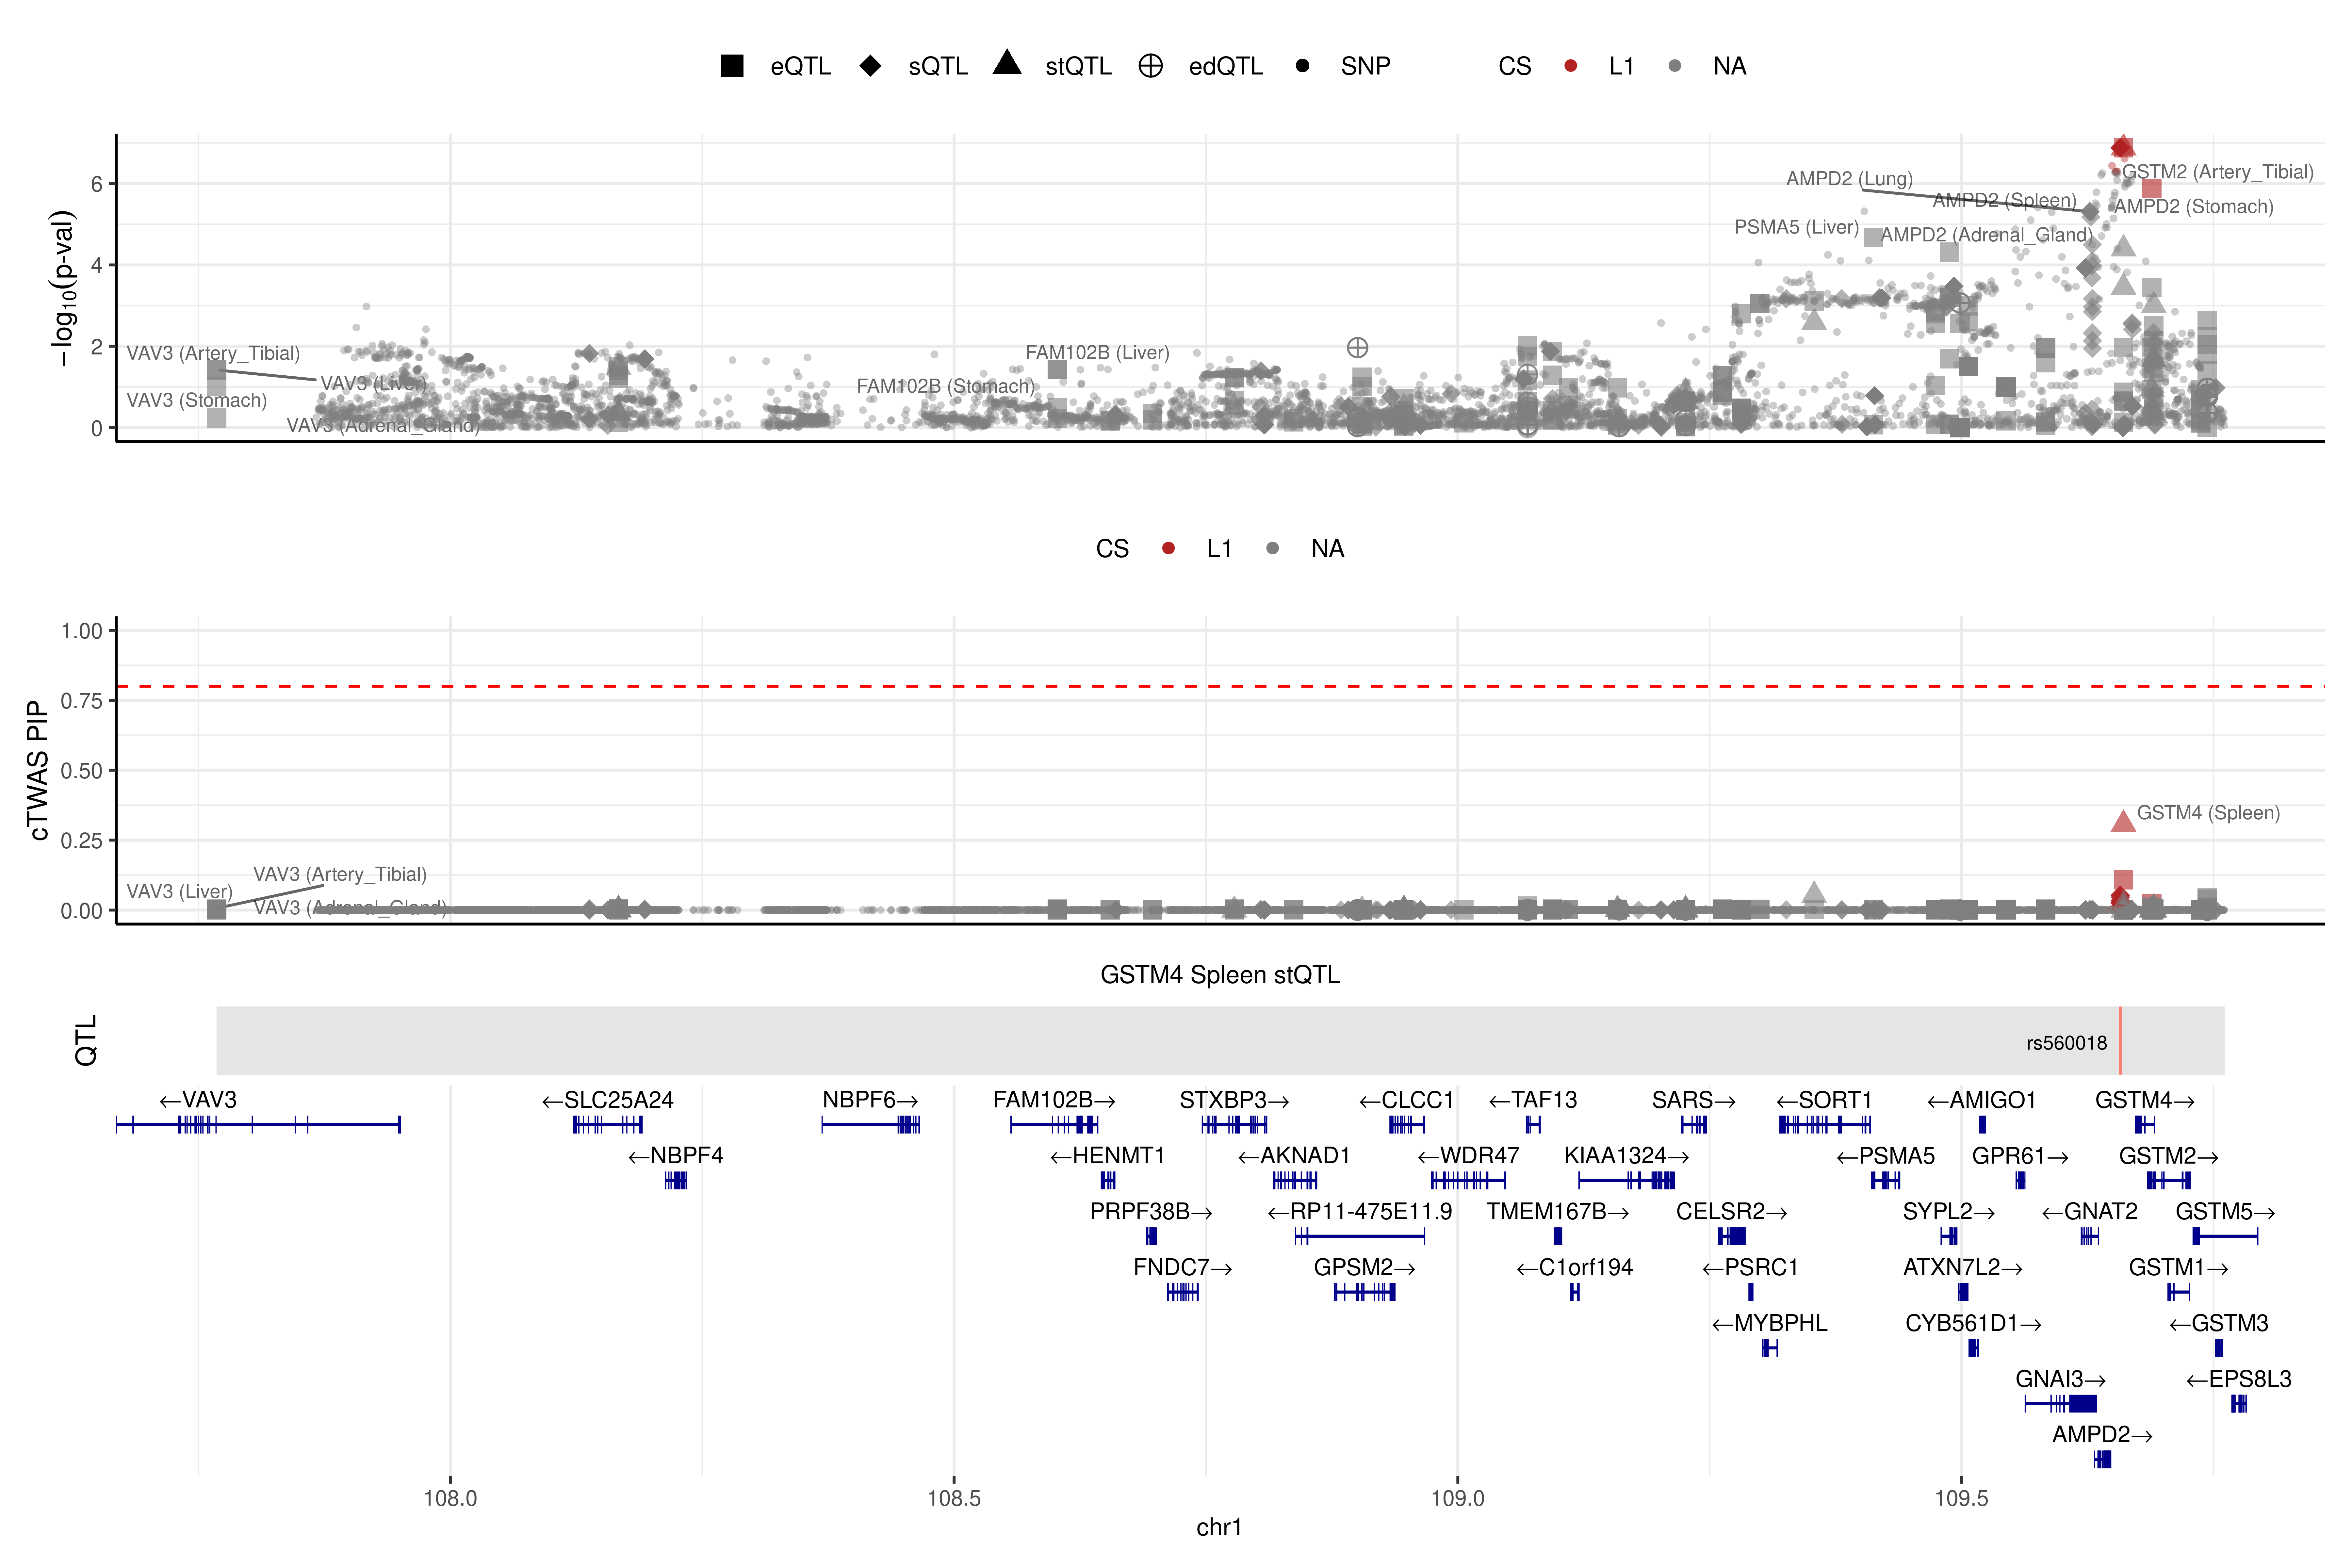 eQTL sQTL stQTL edQTL SNP CS L1 NA
−log10(p-val)
6
4
2
0
AMPD2 (Lung)
GSTM2 (Artery_Tibial)
AMPD2 (Spleen)
AMPD2 (Stomach)
PSMA5 (Liver)
AMPD2 (Adrenal_Gland)
VAV3 (Artery_Tibial)
FAM102B (Liver)
VAV3 (Liver)
FAM102B (Stomach)
VAV3 (Stomach)
VAV3 (Adrenal_Gland)
CS L1 NA
cTWAS PIP
1.00
0.75
0.50
0.25
0.00
GSTM4 (Spleen)
VAV3 (Artery_Tibial)
VAV3 (Liver)
VAV3 (Adrenal_Gland)
GSTM4 Spleen stQTL
QTL
rs560018
←VAV3 ←SLC25A24 NBPF6→ FAM102B→ STXBP3→ ←CLCC1 ←TAF13 SARS→ ←SORT1 ←AMIGO1 GSTM4→
←NBPF4 ←HENMT1 ←AKNAD1 ←WDR47 KIAA1324→ ←PSMA5 GPR61→ GSTM2→
PRPF38B→ ←RP11-475E11.9 TMEM167B→ CELSR2→ SYPL2→ ←GNAT2 GSTM5→
FNDC7→ GPSM2→ ←C1orf194 ←PSRC1 ATXN7L2→ GSTM1→
←MYBPHL CYB561D1→ ←GSTM3
GNAI3→ ←EPS8L3
AMPD2→
108.0 108.5 109.0 109.5
chr1